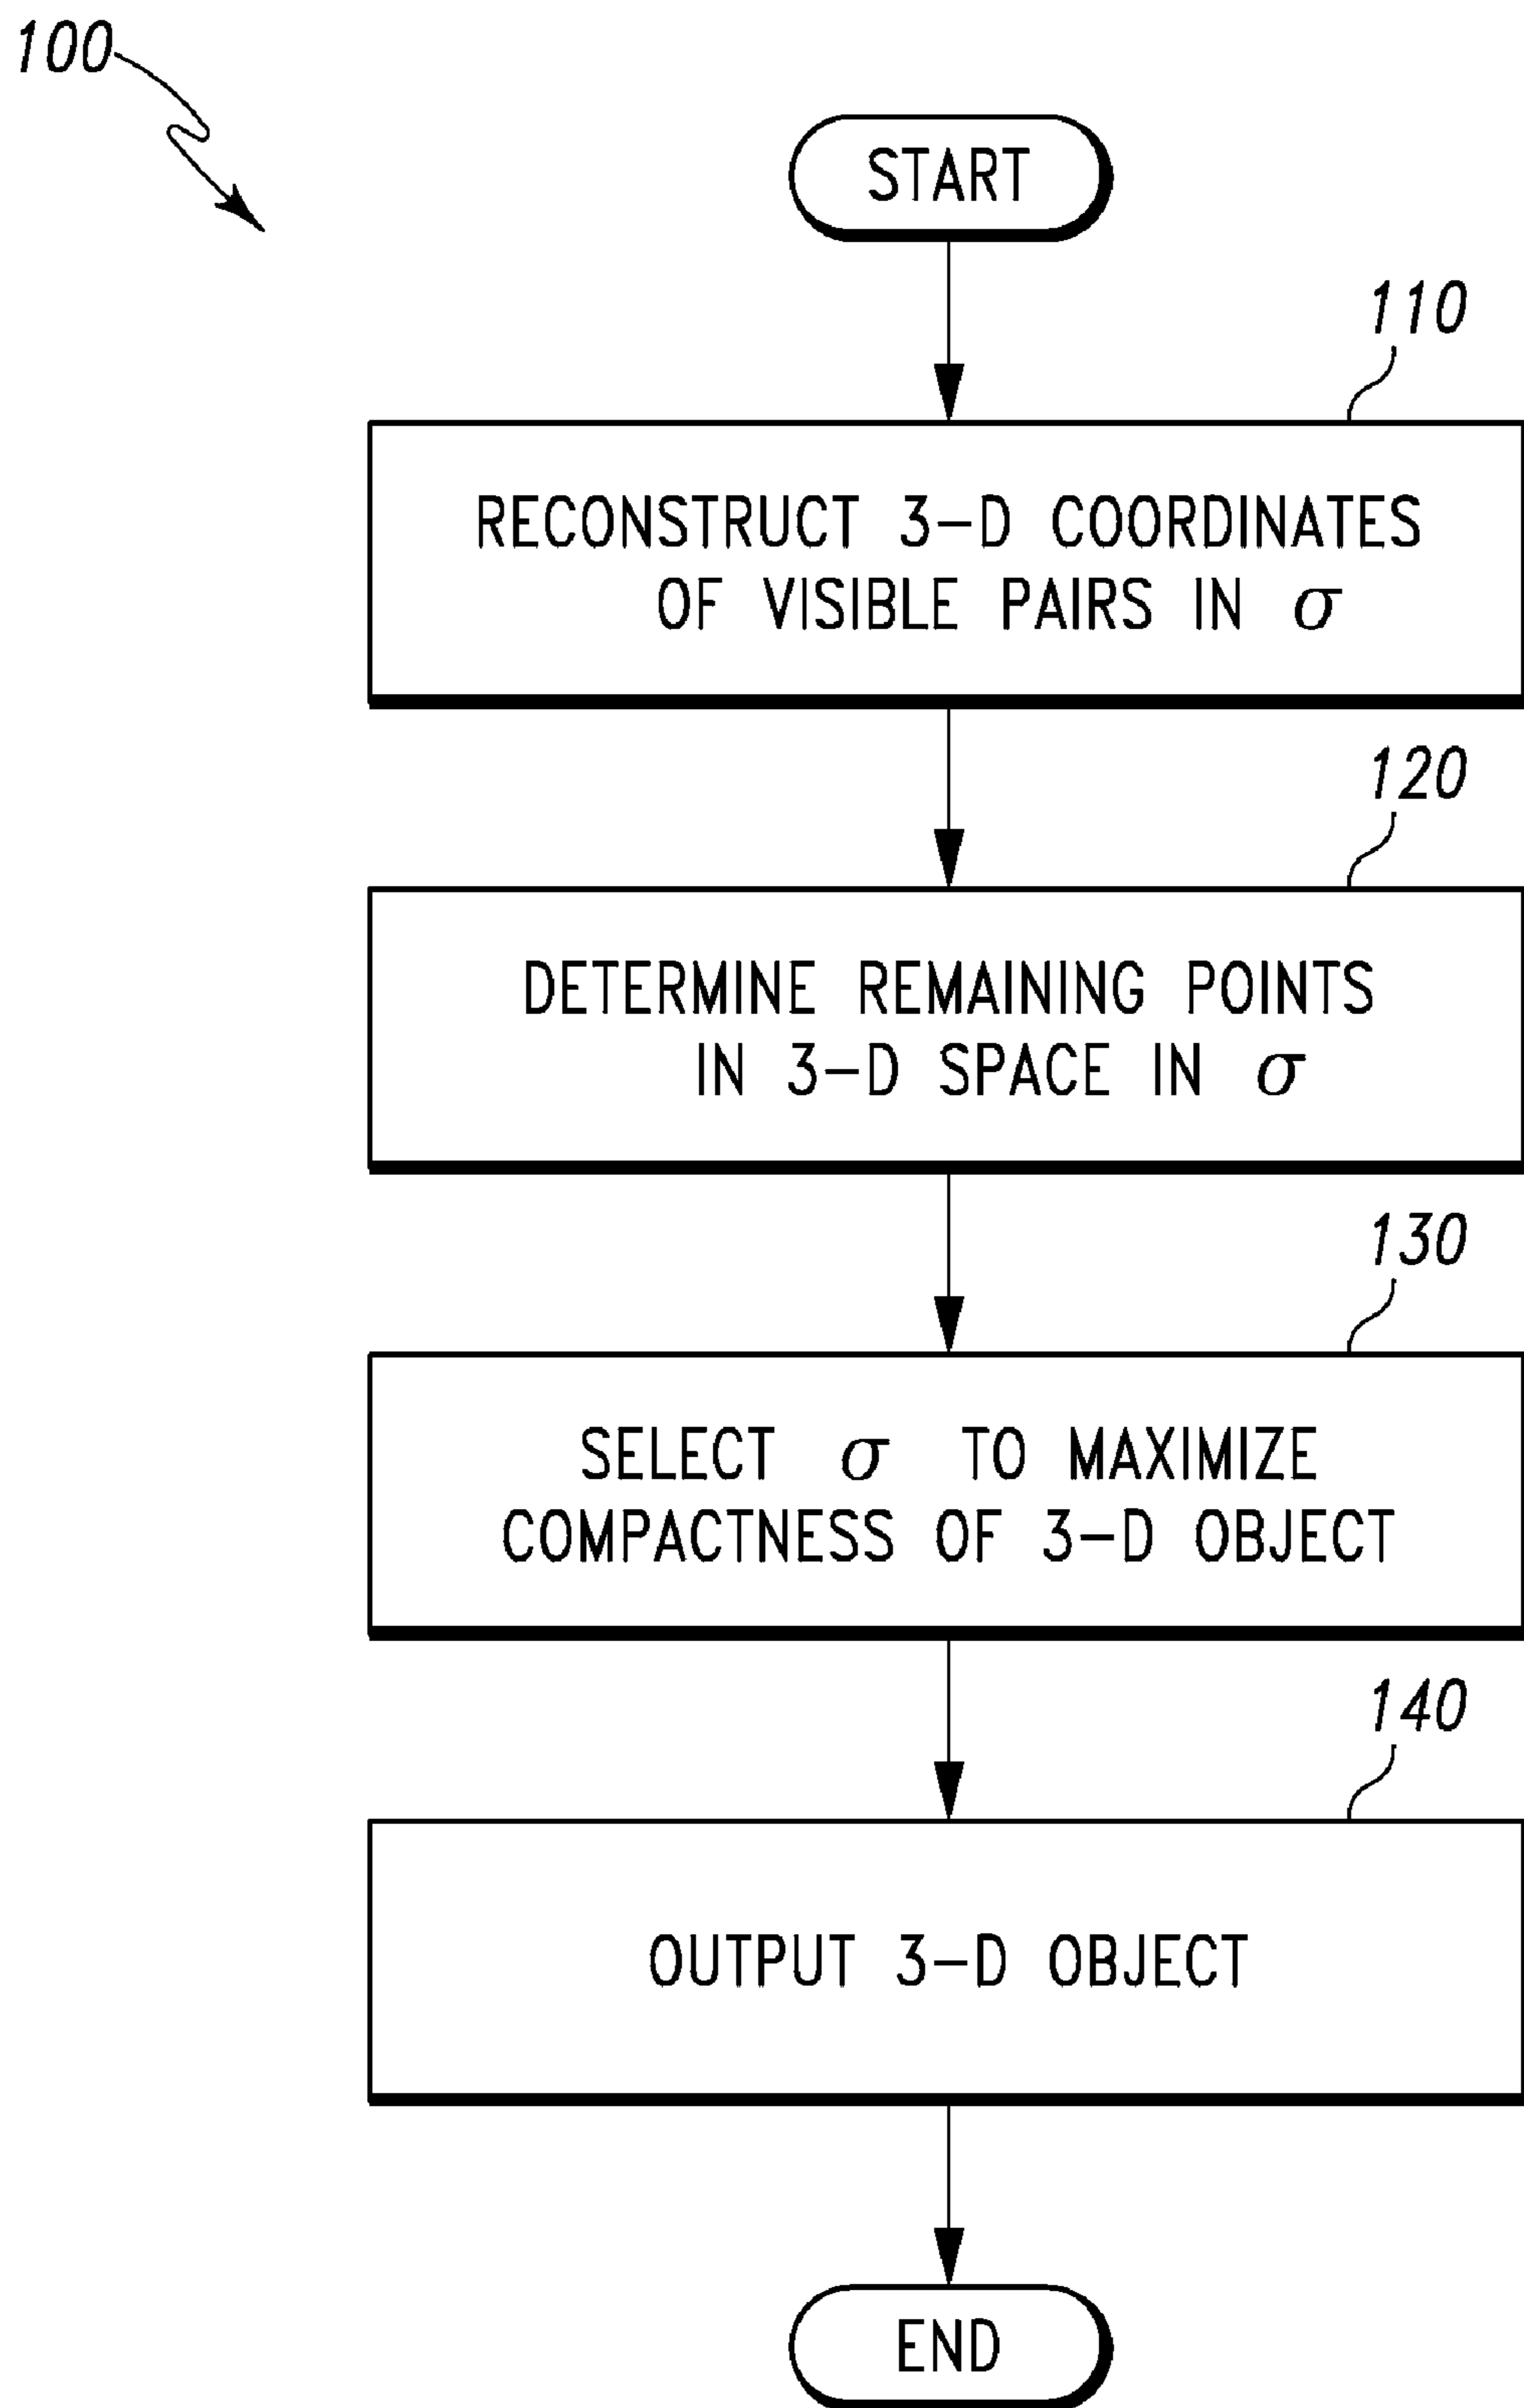 100
START
110
RECONSTRUCT 3-D COORDINATES
OF VISIBLE PAIRS IN σ
120
DETERMINE REMAINING POINTS
IN 3-D SPACE IN σ
130
SELECT σ TO MAXIMIZE
COMPACTNESS OF 3-D OBJECT
140
OUTPUT 3-D OBJECT
END